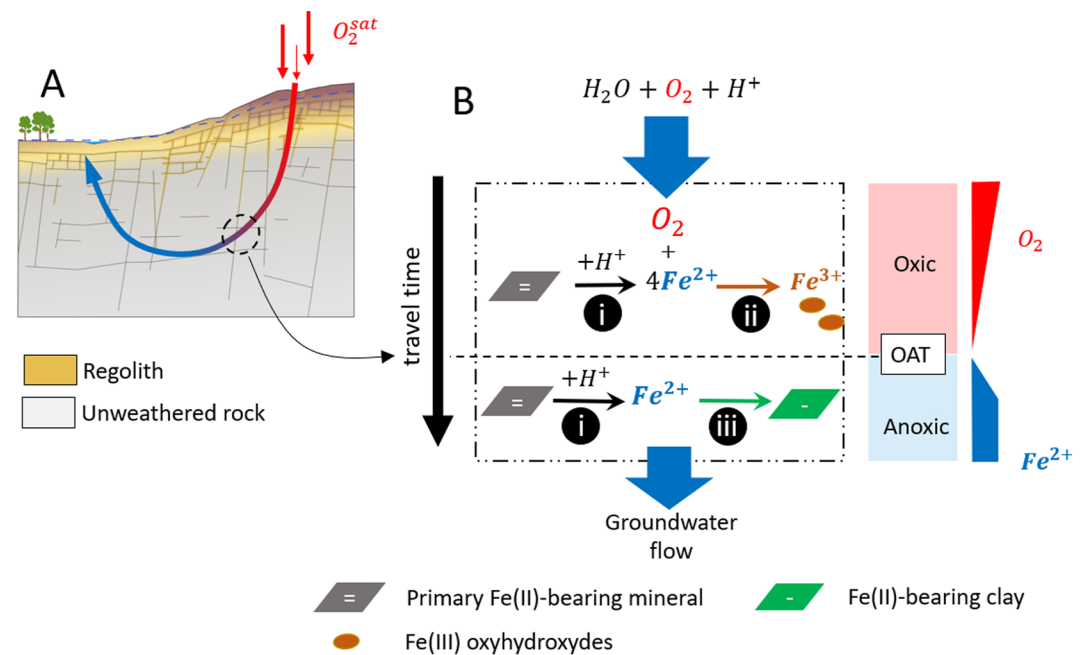 A
O₂ˢᵃᵗ
Regolith
Unweathered rock
B
H₂O + O₂ + H⁺
travel time
O₂
+
=
+H⁺
i
4Fe²⁺
ii
Fe³⁺
=
+H⁺
i
Fe²⁺
iii
-
Oxic
OAT
Anoxic
O₂
Fe²⁺
Groundwater
flow
= Primary Fe(II)-bearing mineral
- Fe(II)-bearing clay
Fe(III) oxyhydroxydes